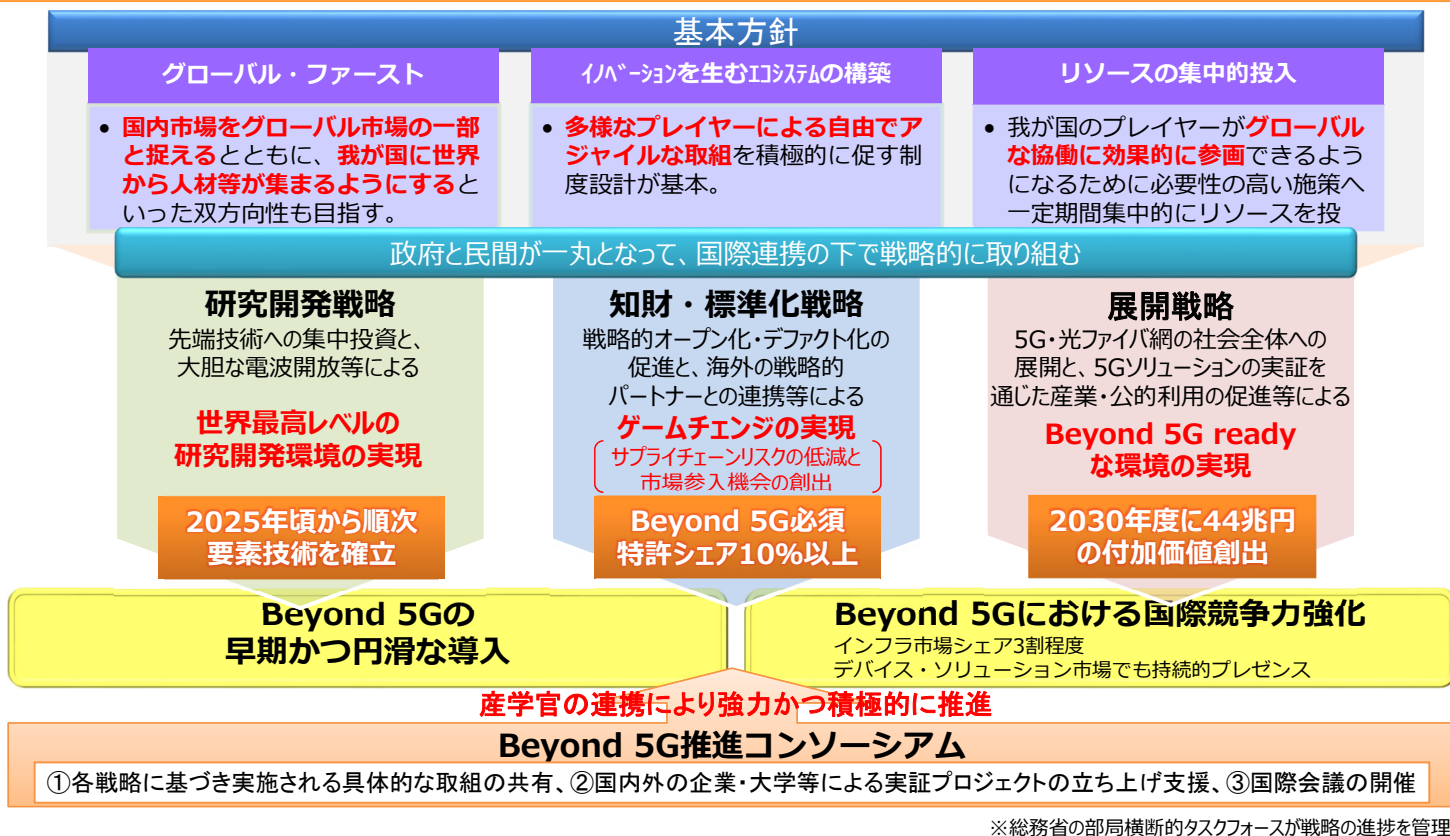 基本方針
グローバル・ファースト
• 国内市場をグローバル市場の一部
と捉えるとともに、我が国に世界
から人材等が集まるようにすると
いった双方向性も目指す。
ｲﾉﾍﾞｰｼｮﾝを生むｴｺｼｽﾃﾑの構築
• 多様なプレイヤーによる自由でア
ジャイルな取組を積極的に促す制
度設計が基本。
リソースの集中的投入
• 我が国のプレイヤーがグローバル
な協働に効果的に参画できるよう
になるために必要性の高い施策へ
一定期間集中的にリソースを投
政府と民間が一丸となって、国際連携の下で戦略的に取り組む
研究開発戦略
先端技術への集中投資と、
大胆な電波開放等による
世界最高レベルの
研究開発環境の実現
2025年頃から順次
要素技術を確立
知財・標準化戦略
戦略的オープン化・デファクト化の
促進と、海外の戦略的
パートナーとの連携等による
ゲームチェンジの実現
サプライチェーンリスクの低減と
市場参入機会の創出
Beyond 5G必須
特許シェア10%以上
展開戦略
5G・光ファイバ網の社会全体への
展開と、5Gソリューションの実証を
通じた産業・公的利用の促進等による
Beyond 5G ready
な環境の実現
2030年度に44兆円
の付加価値創出
Beyond 5Gの
早期かつ円滑な導入
Beyond 5Gにおける国際競争力強化
インフラ市場シェア3割程度
デバイス・ソリューション市場でも持続的プレゼンス
産学官の連携により強力かつ積極的に推進
Beyond 5G推進コンソーシアム
①各戦略に基づき実施される具体的な取組の共有、②国内外の企業・大学等による実証プロジェクトの立ち上げ支援、③国際会議の開催
※総務省の部局横断的タスクフォースが戦略の進捗を管理